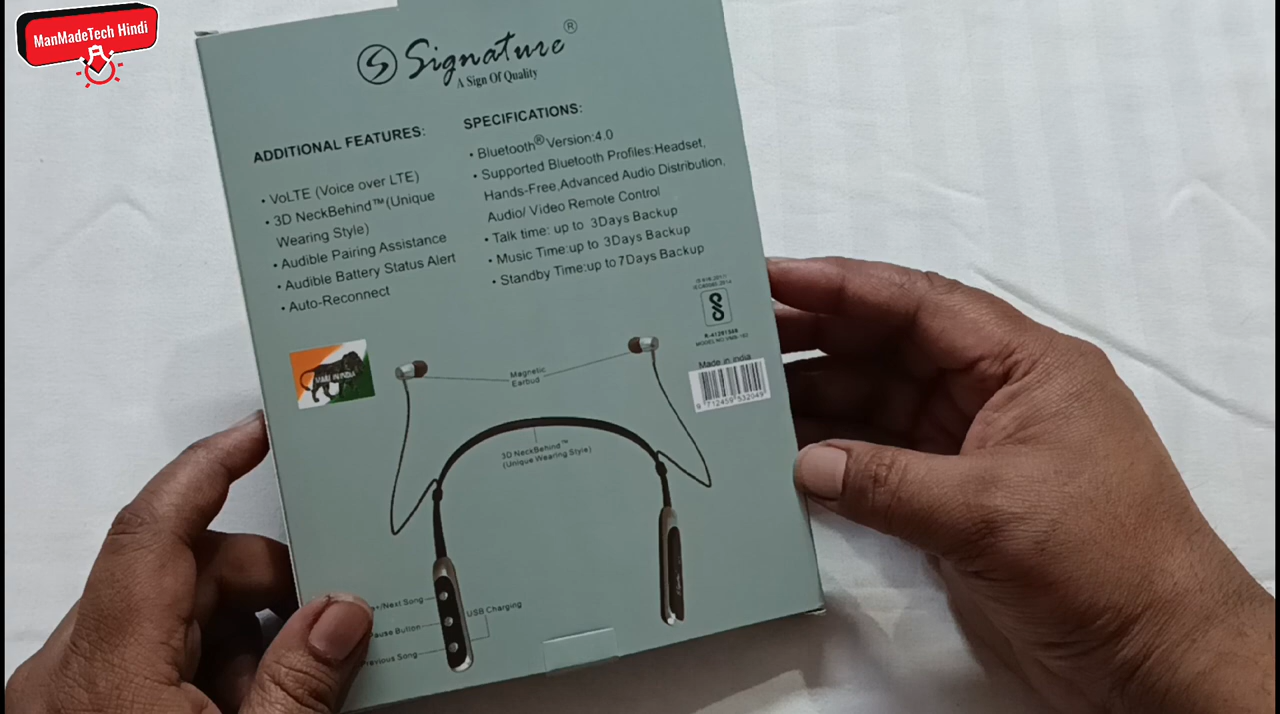 ManMadeTech Hindi
Signature®
A Sign Of Quality
ADDITIONAL FEATURES:
• VoLTE (Voice over LTE)
• 3D NeckBehind™(Unique
Wearing Style)
• Audible Pairing Assistance
• Audible Battery Status Alert
• Auto-Reconnect
SPECIFICATIONS:
• Bluetooth® Version:4.0
• Supported Bluetooth Profiles:Headset,
Hands-Free,Advanced Audio Distribution,
Audio/ Video Remote Control
• Talk time: up to 3Days Backup
• Music Time:up to 3Days Backup
• Standby Time:up to 7Days Backup
Made in India
Magnetic
Earbud
3D NeckBehind™
(Unique Wearing Style)
+/Next Song
USB Charging
Pause Button
Previous Song